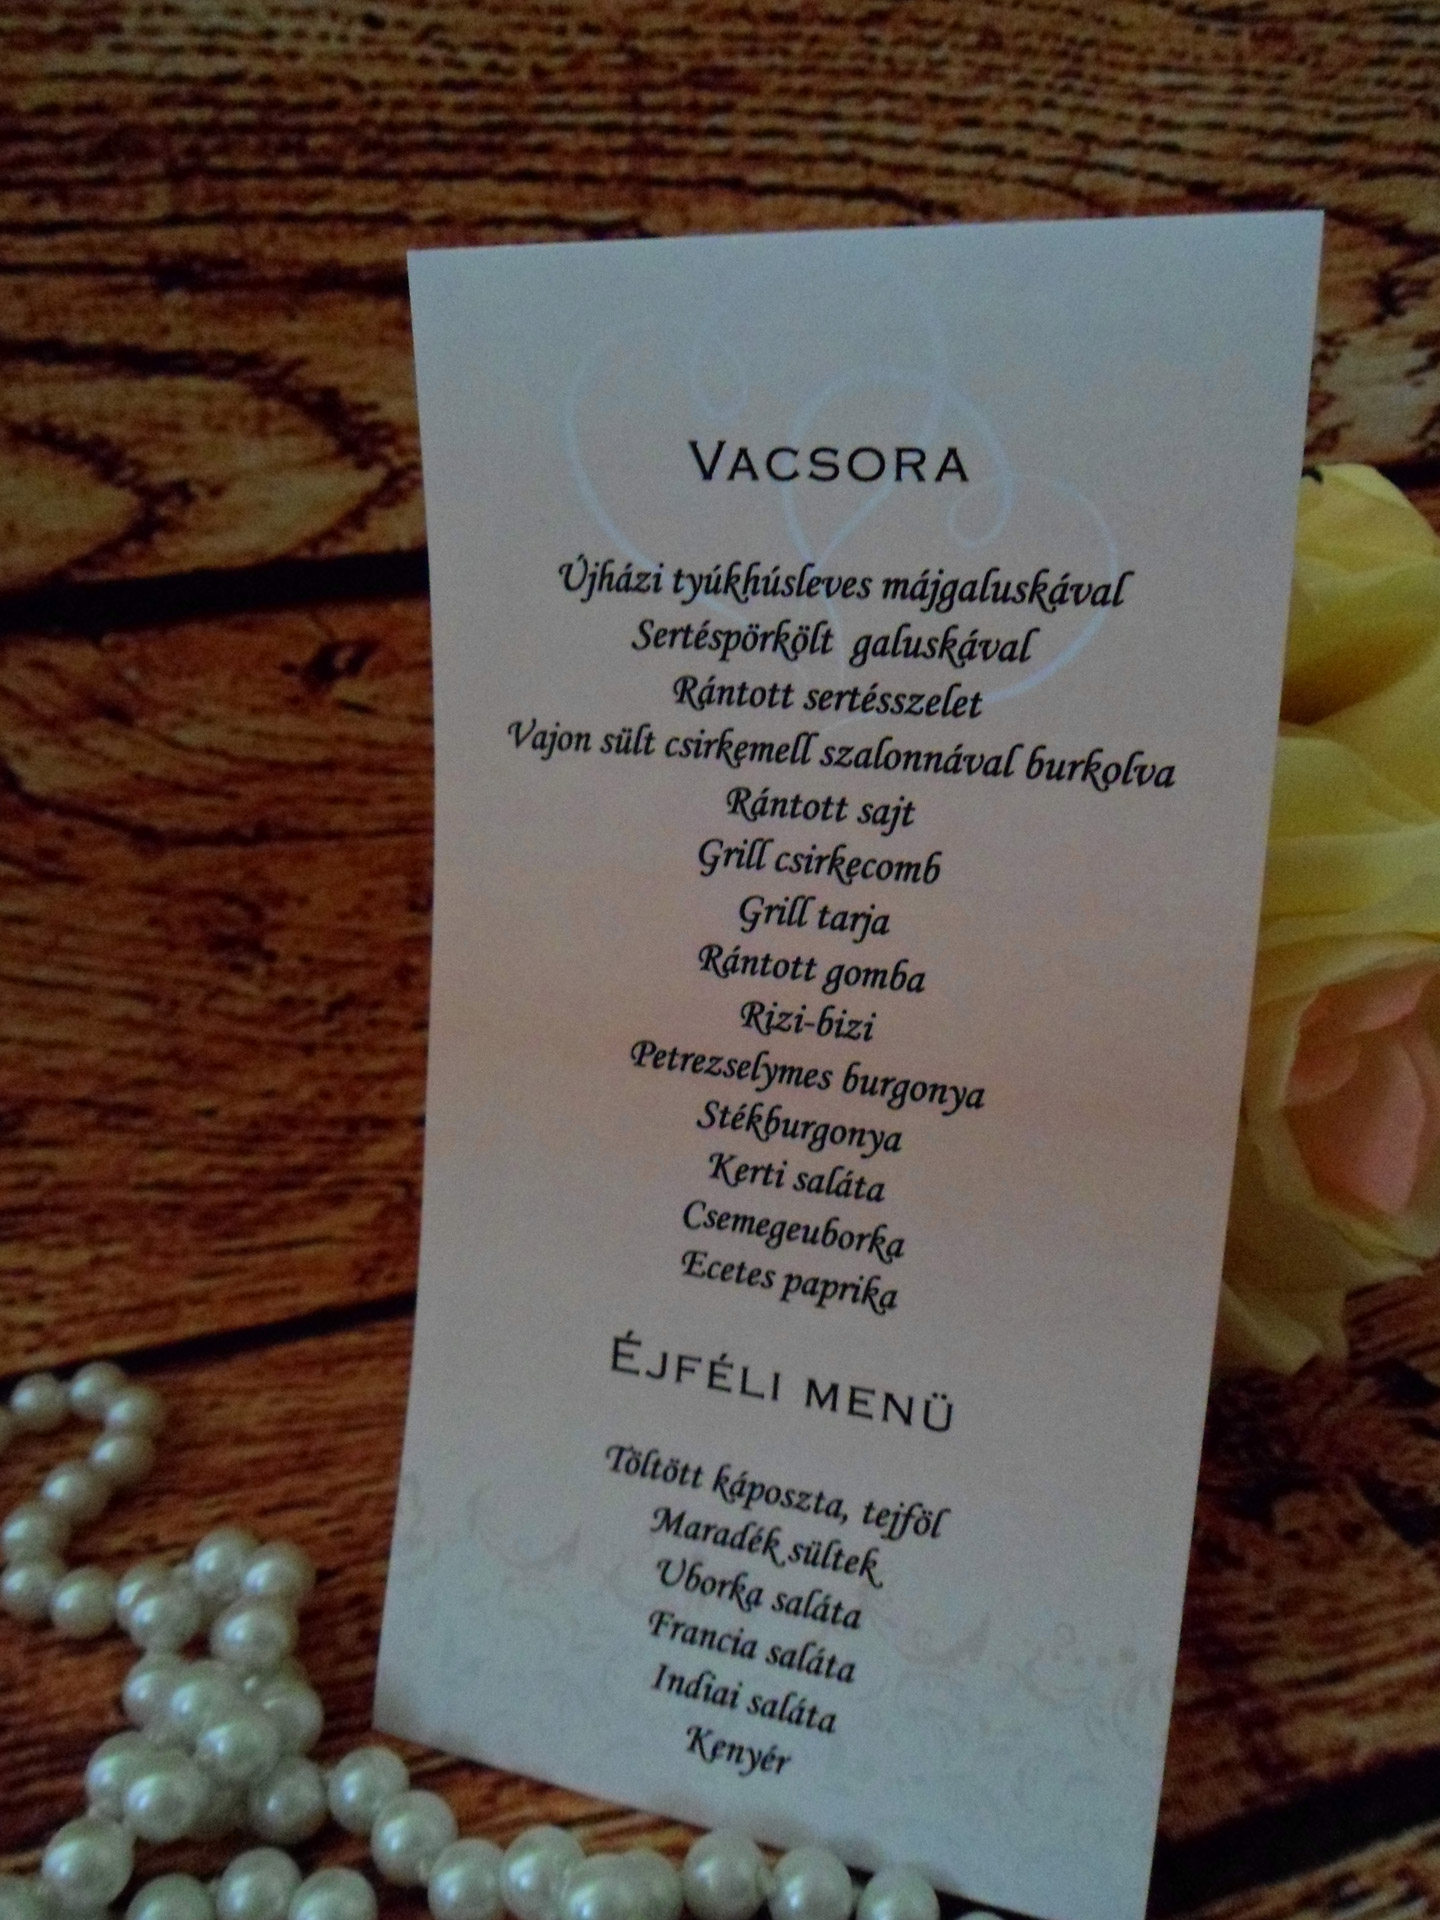 VACSORA
Újházi tyúkhúsleves májgaluskával
Sertéspörkölt galuskával
Rántott sertésszelet
Vajon sült csirkemell szalonnával burkolva
Rántott sajt
Grill csirkecomb
Grill tarja
Rántott gomba
Rizi-bizi
Petrezselymes burgonya
Stékburgonya
Kerti saláta
Csemegeuborka
Ecetes paprika
ÉJFÉLI MENÜ
Töltött káposzta, tejföl
Maradék sültek
Uborka saláta
Francia saláta
Indiai saláta
Kenyér